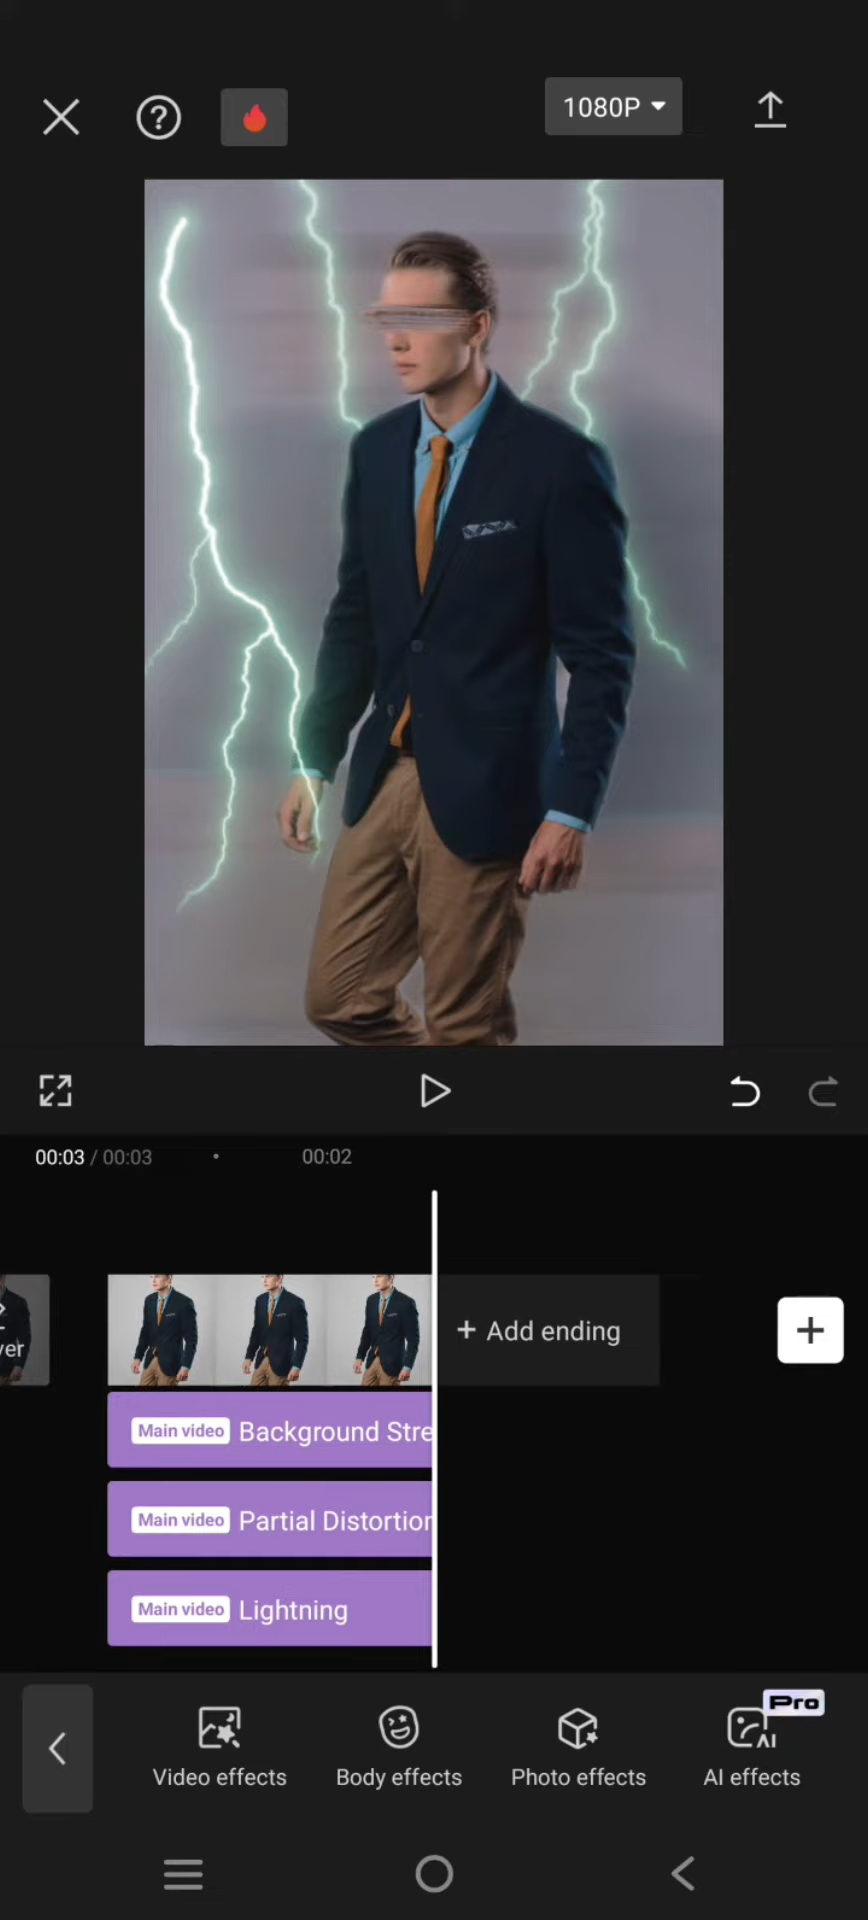 1080P
00:03 / 00:03
00:02
ver
+ Add ending
Main video Background Stre
Main video Partial Distortion
Main video Lightning
Pro
AI
Video effects
Body effects
Photo effects
AI effects